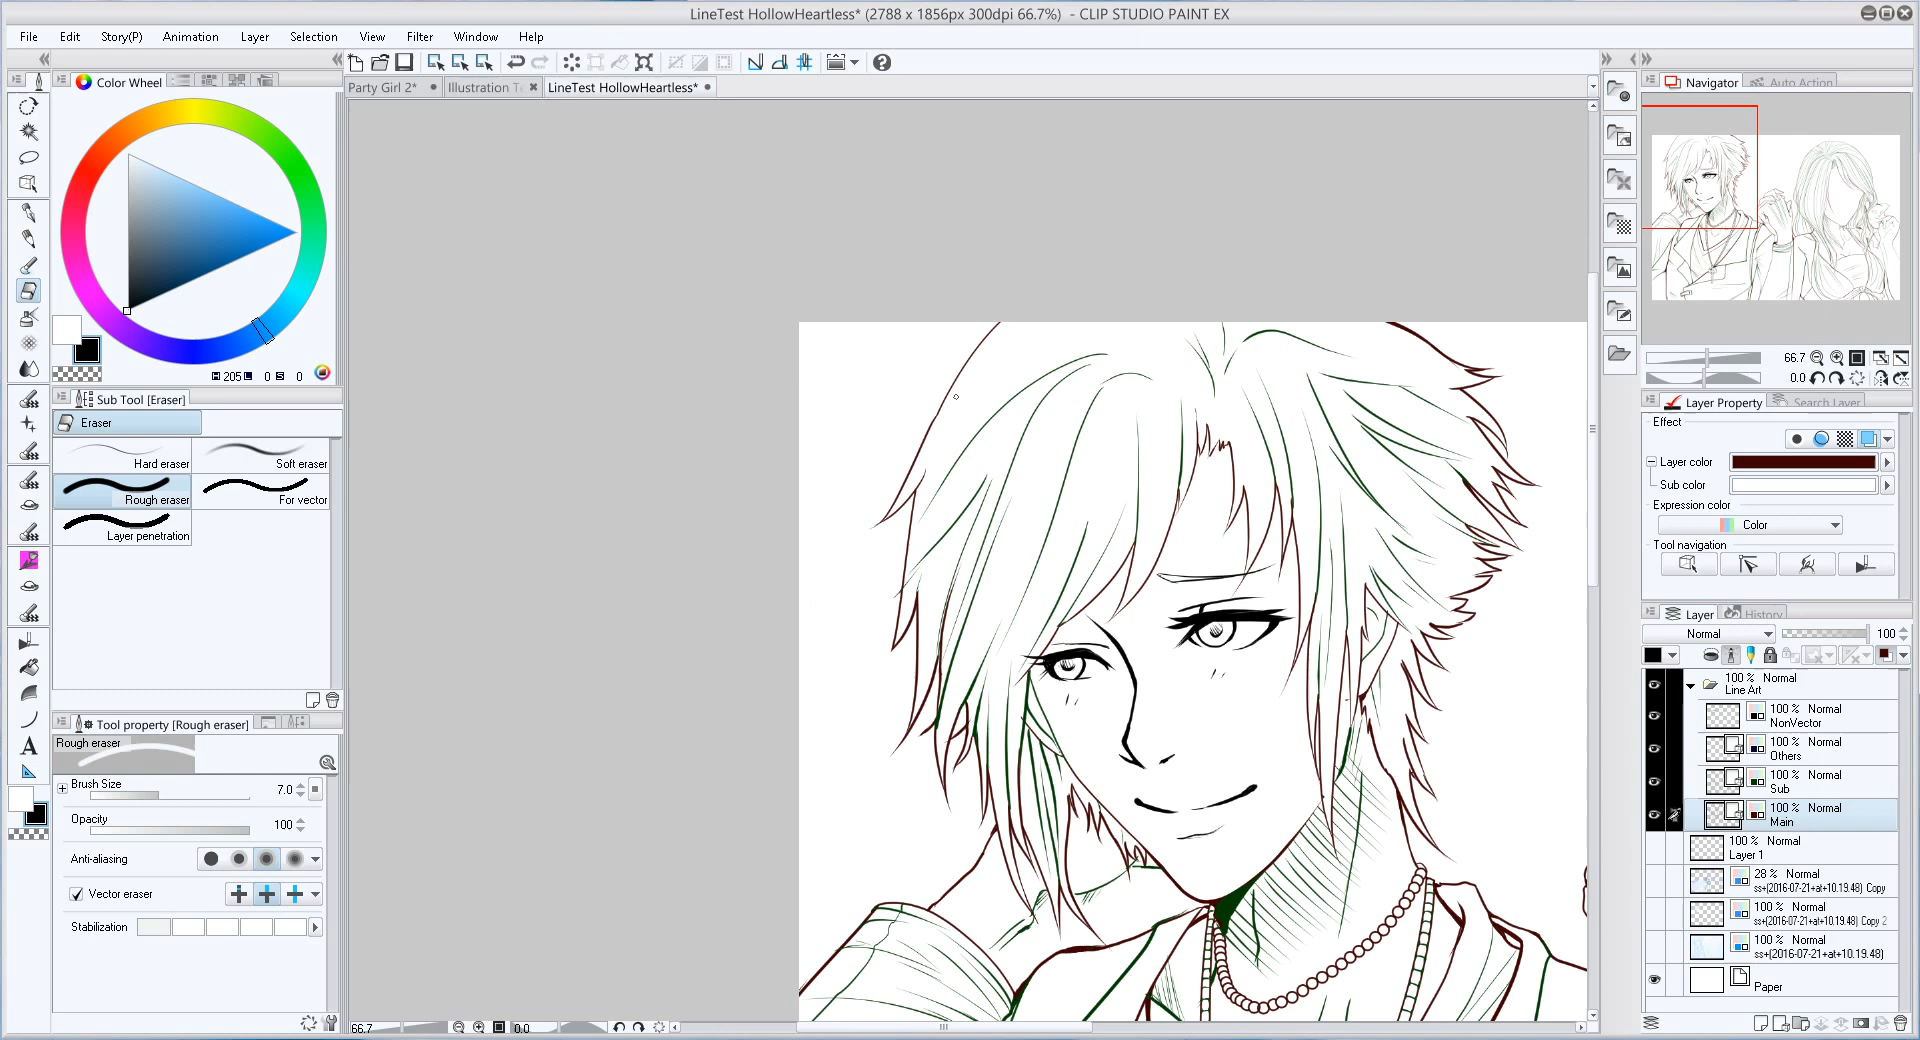 LineTest HollowHeartless* (2788 x 1856px 300dpi 66.7%)  - CLIP STUDIO PAINT EX
File Edit Story(P) Animation Layer Selection View Filter Window Help
Color Wheel
Party Girl 2* Illustration LineTest HollowHeartless*
Navigator Auto Action
H 205 L 0 S 0
66.7
0.0
Sub Tool [Eraser]
Eraser
Hard eraser Soft eraser
Rough eraser For vector
Layer penetration
Layer Property Search Layer
Effect
Layer color
Sub color
Expression color
Color
Tool navigation
Layer History
Normal 100
100 % Normal
Line Art
100 % Normal
NonVector
100 % Normal
Others
100 % Normal
Sub
100 % Normal
Main
100 % Normal
Layer 1
28 % Normal
ss+(2016-07-21+at+10.19.48) Copy
100 % Normal
ss+(2016-07-21+at+10.19.48) Copy 2
100 % Normal
ss+(2016-07-21+at+10.19.48)
Paper
Tool property [Rough eraser]
Rough eraser
Brush Size 7.0
Opacity 100
Anti-aliasing
Vector eraser
Stabilization
A
66.7 0.0